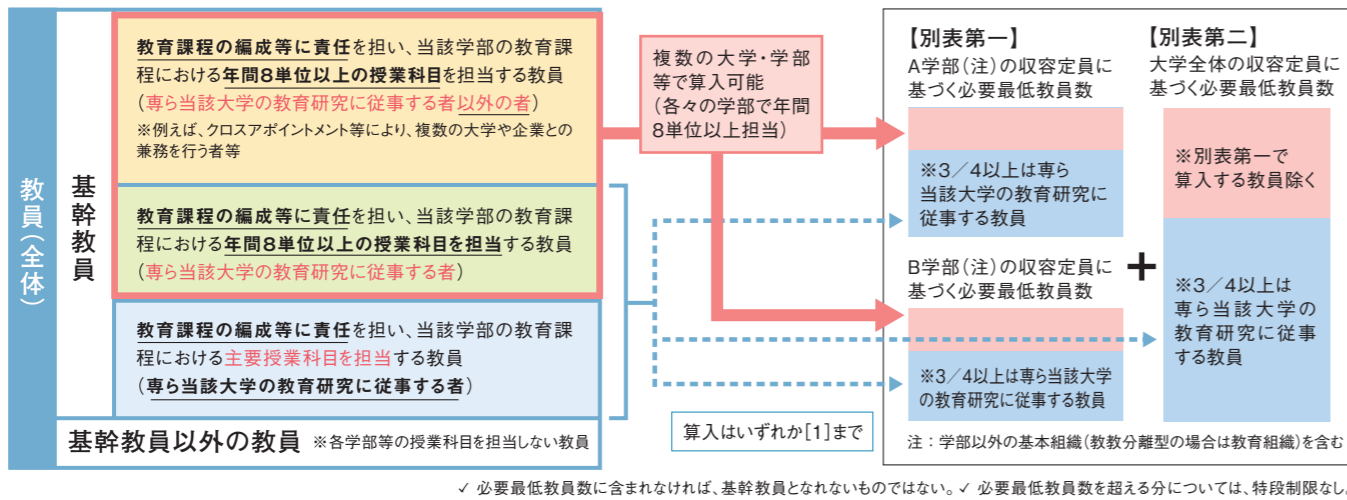 教員（全体）
基幹教員
教育課程の編成等に責任を担い、当該学部の教育課
程における年間8単位以上の授業科目を担当する教員
（専ら当該大学の教育研究に従事する者以外の者）
※例えば、クロスアポイントメント等により、複数の大学や企業との
兼務を行う者等
教育課程の編成等に責任を担い、当該学部の教育課
程における年間8単位以上の授業科目を担当する教員
（専ら当該大学の教育研究に従事する者）
教育課程の編成等に責任を担い、当該学部の教育課
程における主要授業科目を担当する教員
（専ら当該大学の教育研究に従事する者）
基幹教員以外の教員 ※各学部等の授業科目を担当しない教員
複数の大学・学部
等で算入可能
（各々の学部で年間
8単位以上担当）
算入はいずれか[1]まで
【別表第一】
A学部（注）の収容定員に
基づく必要最低教員数
※3／4以上は専ら
当該大学の教育研究に
従事する教員
B学部（注）の収容定員に
基づく必要最低教員数
※3／4以上は専ら当該大学
の教育研究に従事する教員
+
【別表第二】
大学全体の収容定員に
基づく必要最低教員数
※別表第一で
算入する教員除く
※3／4以上は
専ら当該大学の
教育研究に従事
する教員
注：学部以外の基本組織（教教分離型の場合は教育組織）を含む
✓ 必要最低教員数に含まれなければ、基幹教員となれないものではない。✓ 必要最低教員数を超える分については、特段制限なし。